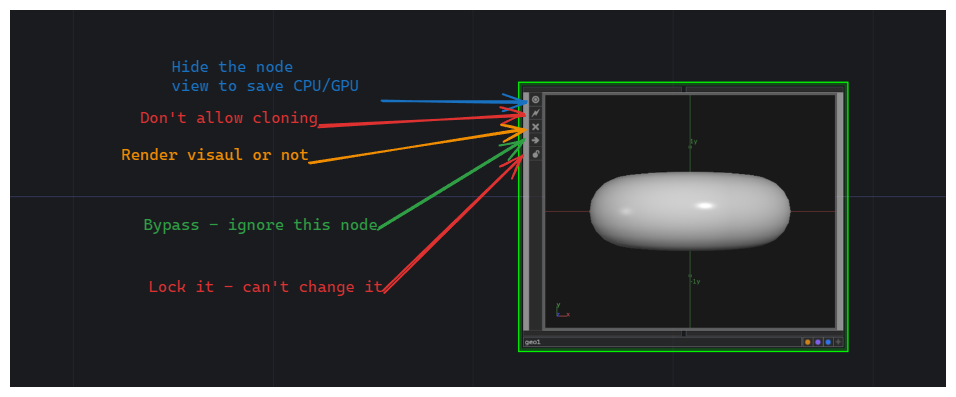 Hide the node
view to save CPU/GPU
Don't allow cloning
Render visaul or not
Bypass – ignore this node
Lock it – can't change it
1y
-1y
y
x
geo1